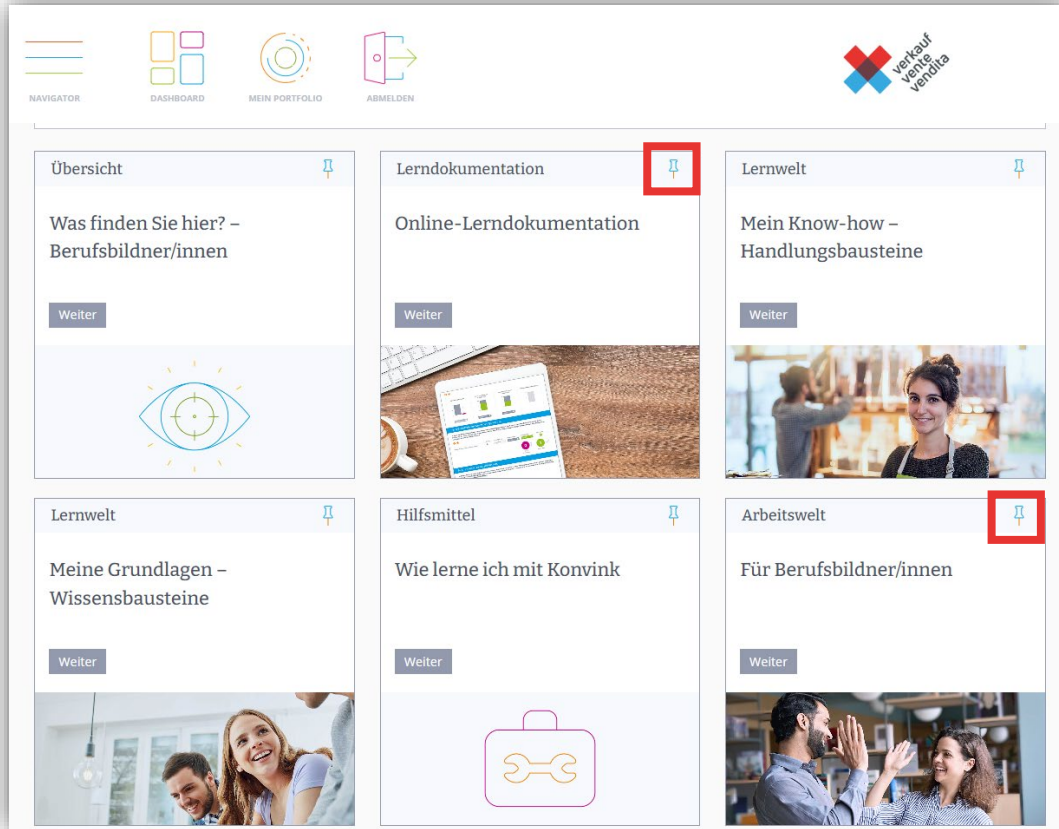 NAVIGATOR
DASHBOARD
MEIN PORTFOLIO
ABMELDEN
verkauf
vente
vendita
Übersicht
Was finden Sie hier? –
Berufsbildner/innen
Weiter
Lerndokumentation
Online-Lerndokumentation
Weiter
Lernwelt
Mein Know-how –
Handlungsbausteine
Weiter
Lernwelt
Meine Grundlagen –
Wissensbausteine
Weiter
Hilfsmittel
Wie lerne ich mit Konvink
Weiter
Arbeitswelt
Für Berufsbildner/innen
Weiter